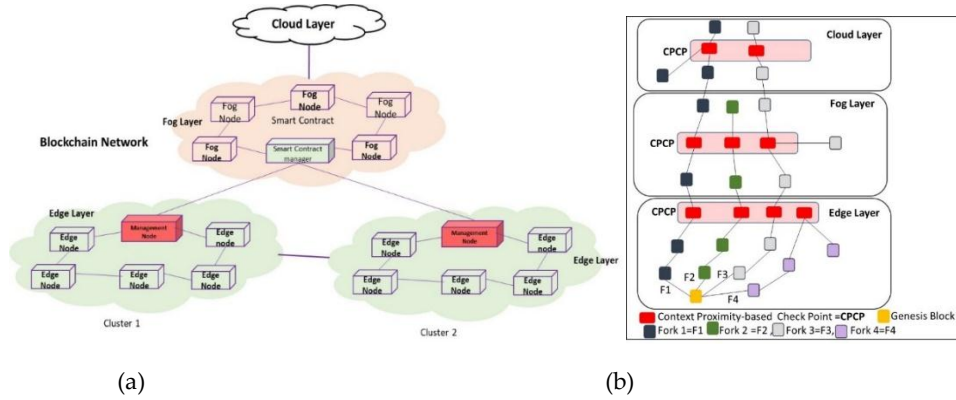 Cloud Layer
Fog
Node
Fog
Node
Fog
Node
Fog Layer
Smart Contract
Blockchain Network
Fog
Node
Smart Contract
manager
Fog
Node
Edge Layer
Management
Node
Edge
Node
Edge
node
Edge
Node
Edge
Node
Edge
Node
Cluster 1
Management
Node
Edge
Node
Edge
node
Edge Layer
Edge
Node
Edge
Node
Edge
Node
Cluster 2
(a)
Cloud Layer
CPCP
Fog Layer
CPCP
CPCP
Edge Layer
F2
F3
F1
F4
Context Proximity-based Check Point =CPCP
Genesis Block
Fork 1=F1
Fork 2 =F2 ,
Fork 3=F3,
Fork 4=F4
(b)